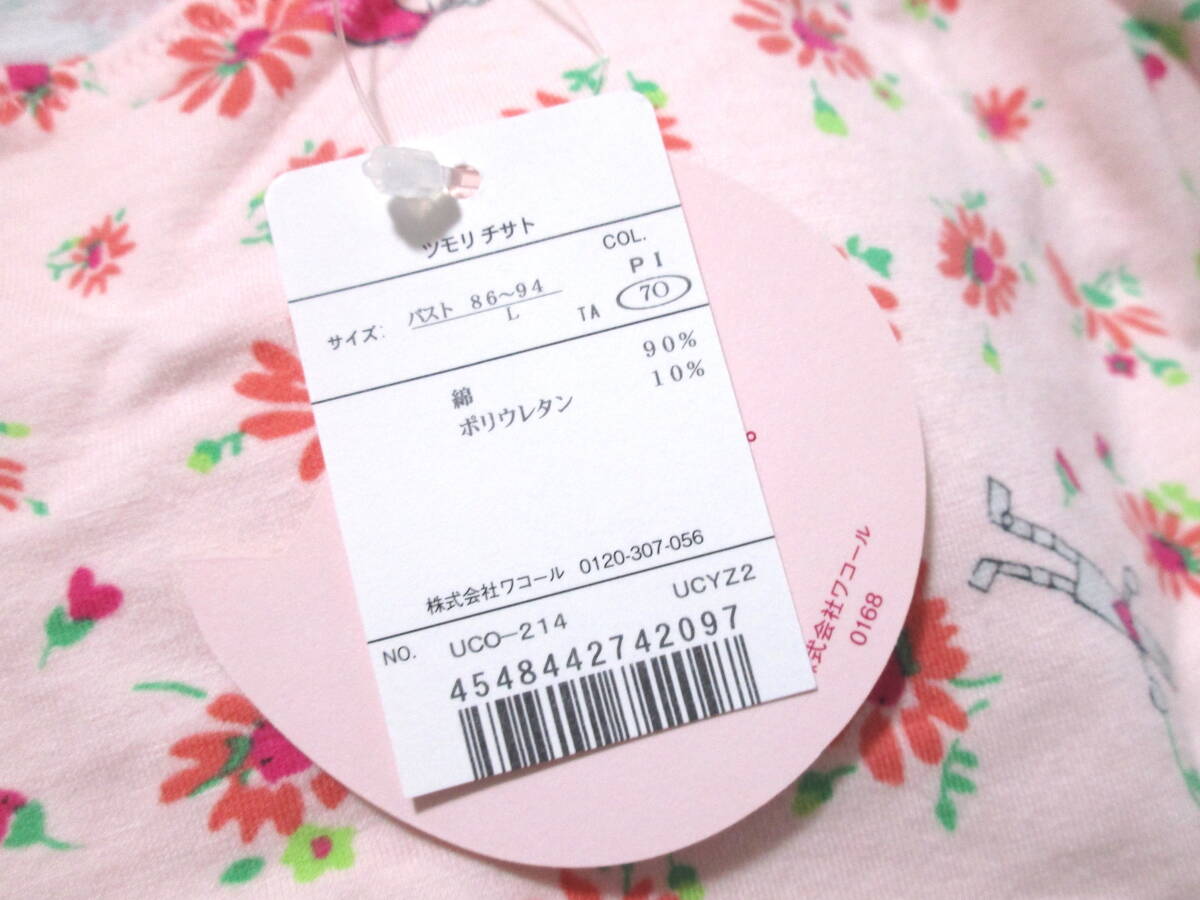 ツモリ チサト
COL.
サイズ: バスト 86～94
PI
L
TA 70
綿 90%
ポリウレタン 10%
株式会社ワコール 0120-307-056
NO. UCO-214 UCYZ2
4548442742097
。
式会社ワコール
0168